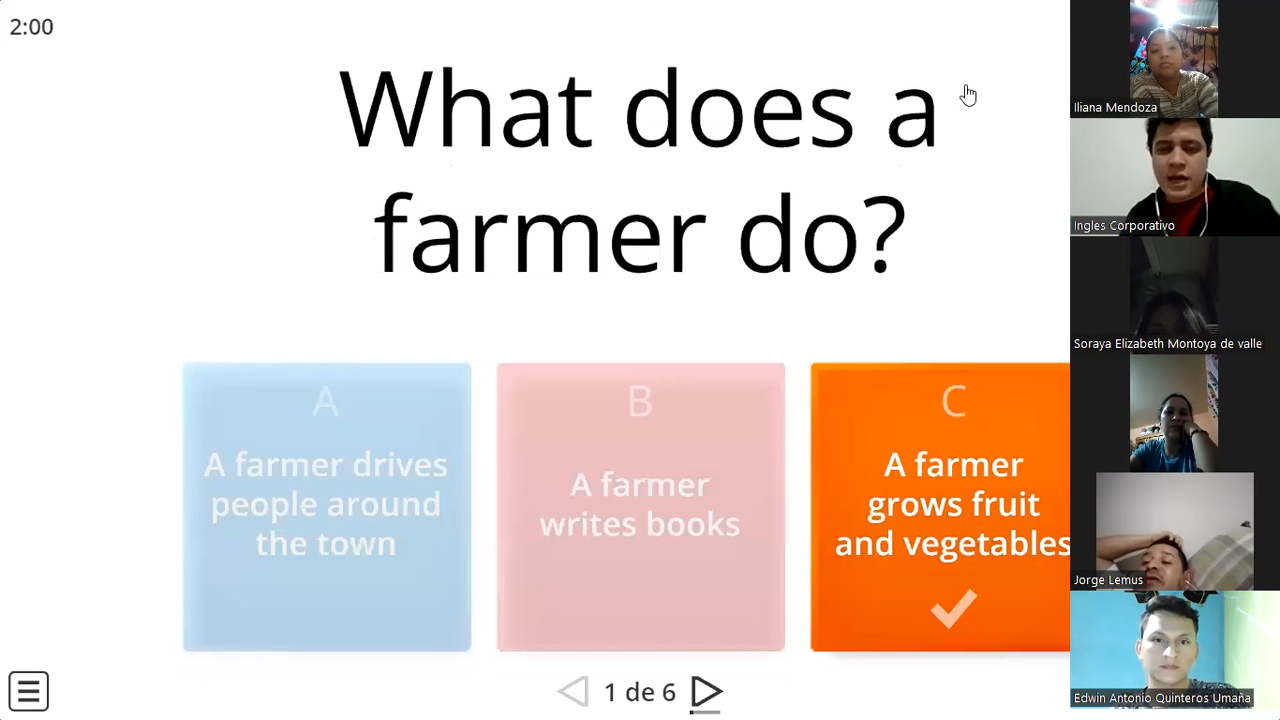 2:00
What does a
farmer do?
A
A farmer drives
people around
the town
B
A farmer
writes books
C
A farmer
grows fruit
and vegetables
1 de 6
Iliana Mendoza
Ingles Corporativo
Soraya Elizabeth Montoya de valle
Jorge Lemus
Edwin Antonio Quinteros Umaña